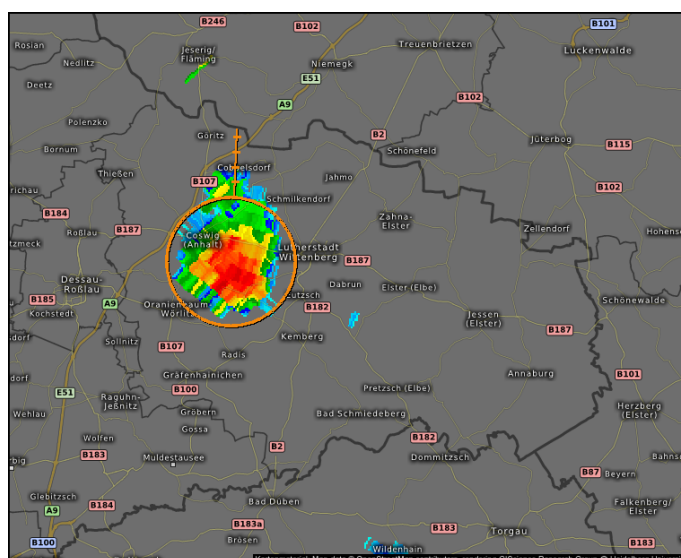 B246
B102
B101
Rosian
Jeserig/
Fläming
Treuenbrietzen
Luckenwalde
Nedlitz
Niemegk
E51
Deetz
B102
A9
Polenzko
Göritz
B2
Jüterbog
B115
Bornum
Schönefeld
Thießen
Cobbelsdorf
B107
Jahmo
B102
Schmilkendorf
B184
Zahna-
Elster
Zellendorf
B187
Roßlau
Coswig
(Anhalt)
Lutherstadt
Wittenberg
B187
Dessau-
Roßlau
Dabrun
Elster (Elbe)
B185
A9
Oranienbaum-
Wörlitz
B182
Schönewalde
Kochstedt
Jessen
(Elster)
B187
Sollnitz
Kemberg
B107
Radis
Gräfenhainichen
Annaburg
B101
B100
Pretzsch (Elbe)
E51
Raguhn-
Jeßnitz
Wehlau
Gröbern
Bad Schmiedeberg
Herzberg
(Elster)
Gossa
Wolfen
B182
B2
B183
Muldestausee
Dommitzsch
B87
Beyern
Glebitzsch
B184
Bad Düben
Falkenberg/
Elster
A9
B183a
B183
Torgau
B100
Brösen
B183
Wildenhain